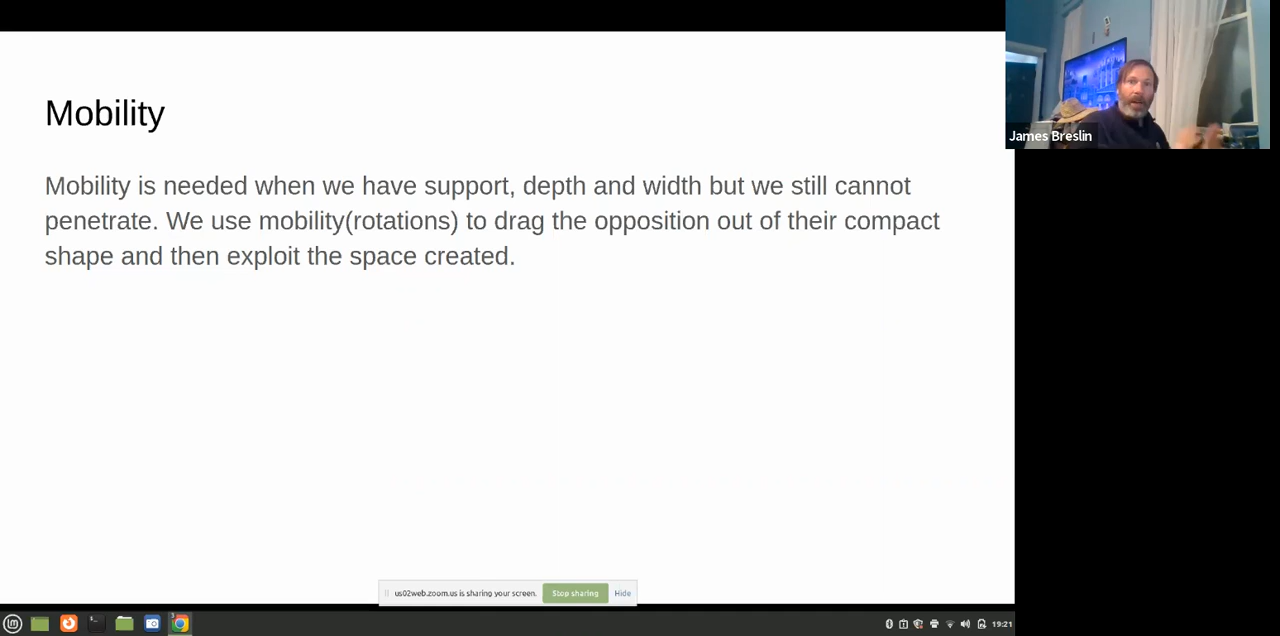 Mobility
Mobility is needed when we have support, depth and width but we still cannot
penetrate. We use mobility(rotations) to drag the opposition out of their compact
shape and then exploit the space created.
James Breslin
us02web.zoom.us is sharing your screen.
Stop sharing
Hide
19:21